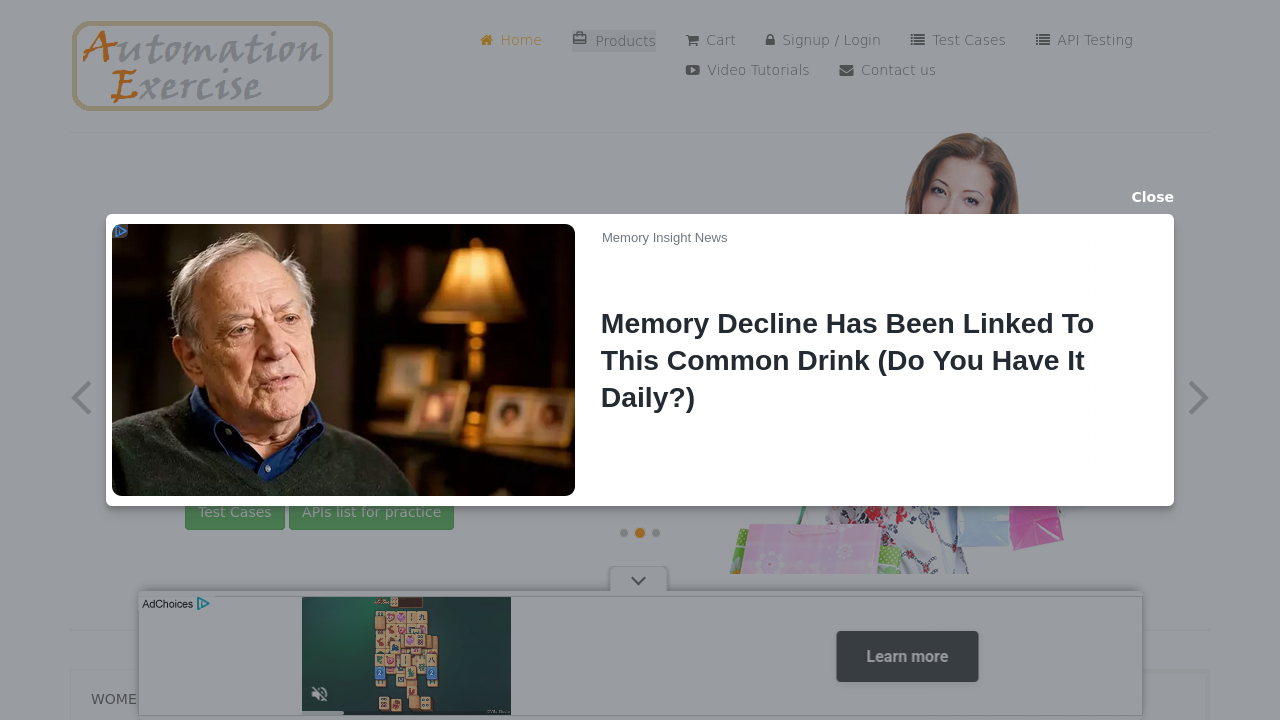 Automation
Exercise
Home
Products
Cart
Signup / Login
Test Cases
API Testing
Video Tutorials
Contact us
Close
Memory Insight News
Memory Decline Has Been Linked To
This Common Drink (Do You Have It
Daily?)
Test Cases
APIs list for practice
AdChoices
Learn more
WOME